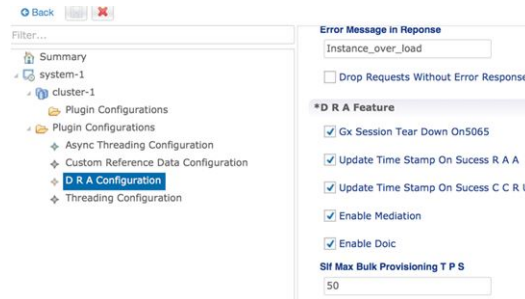 Back
Filter...
Summary
system-1
cluster-1
Plugin Configurations
Plugin Configurations
Async Threading Configuration
Custom Reference Data Configuration
D R A Configuration
Threading Configuration
Error Message in Reponse
Instance_over_load
Drop Requests Without Error Response
*D R A Feature
Gx Session Tear Down On5065
Update Time Stamp On Sucess R A A
Update Time Stamp On Sucess C C R
Enable Mediation
Enable Doic
Slf Max Bulk Provisioning T P S
50